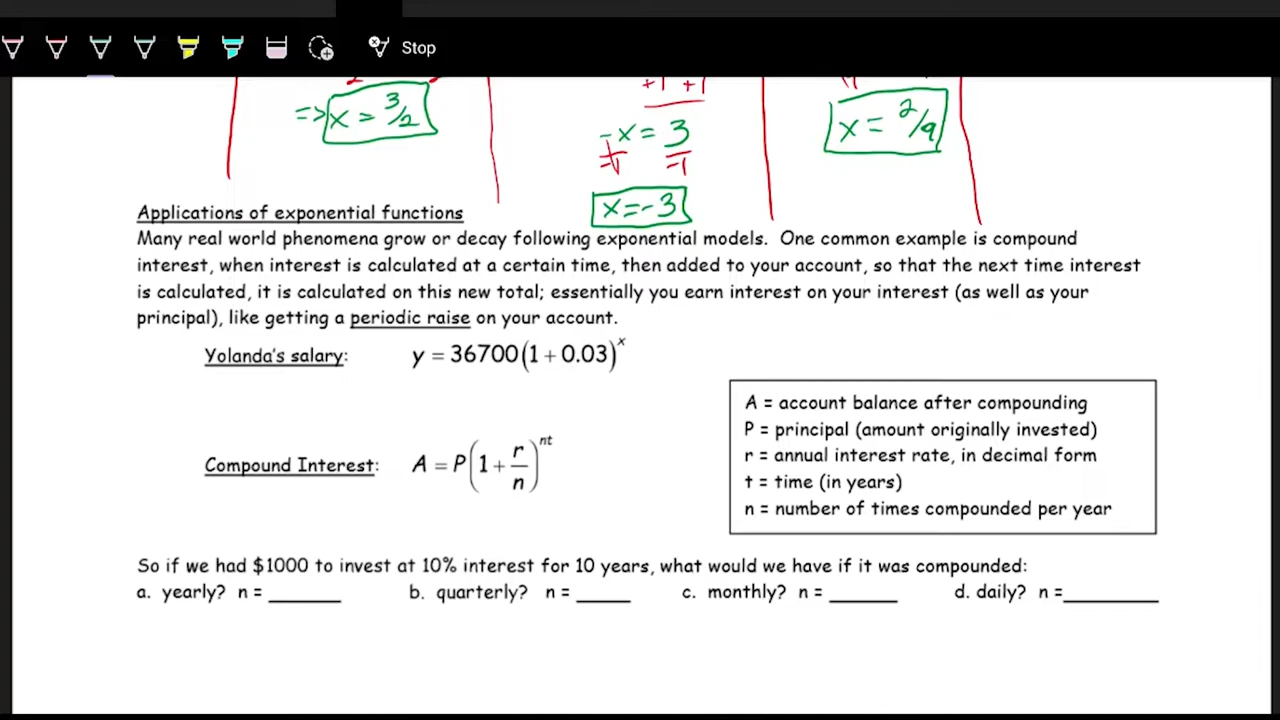 Stop
+1 +1
=> x = 3/2
-x = 3
x = 2/9
-1 -1
x = -3
Applications of exponential functions
Many real world phenomena grow or decay following exponential models. One common example is compound
interest, when interest is calculated at a certain time, then added to your account, so that the next time interest
is calculated, it is calculated on this new total; essentially you earn interest on your interest (as well as your
principal), like getting a periodic raise on your account.
Yolanda's salary: y = 36700(1 + 0.03)^x
Compound Interest: A = P(1 + r/n)^nt
A = account balance after compounding
P = principal (amount originally invested)
r = annual interest rate, in decimal form
t = time (in years)
n = number of times compounded per year
So if we had $1000 to invest at 10% interest for 10 years, what would we have if it was compounded:
a. yearly? n = _______ b. quarterly? n = _____ c. monthly? n = ______ d. daily? n =_________